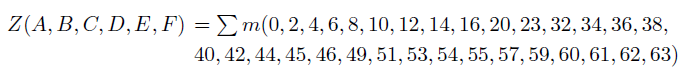 Z(A, B, C, D, E, F) = ∑ m(0, 2, 4, 6, 8, 10, 12, 14, 16, 20, 23, 32, 34, 36, 38,
40, 42, 44, 45, 46, 49, 51, 53, 54, 55, 57, 59, 60, 61, 62, 63)